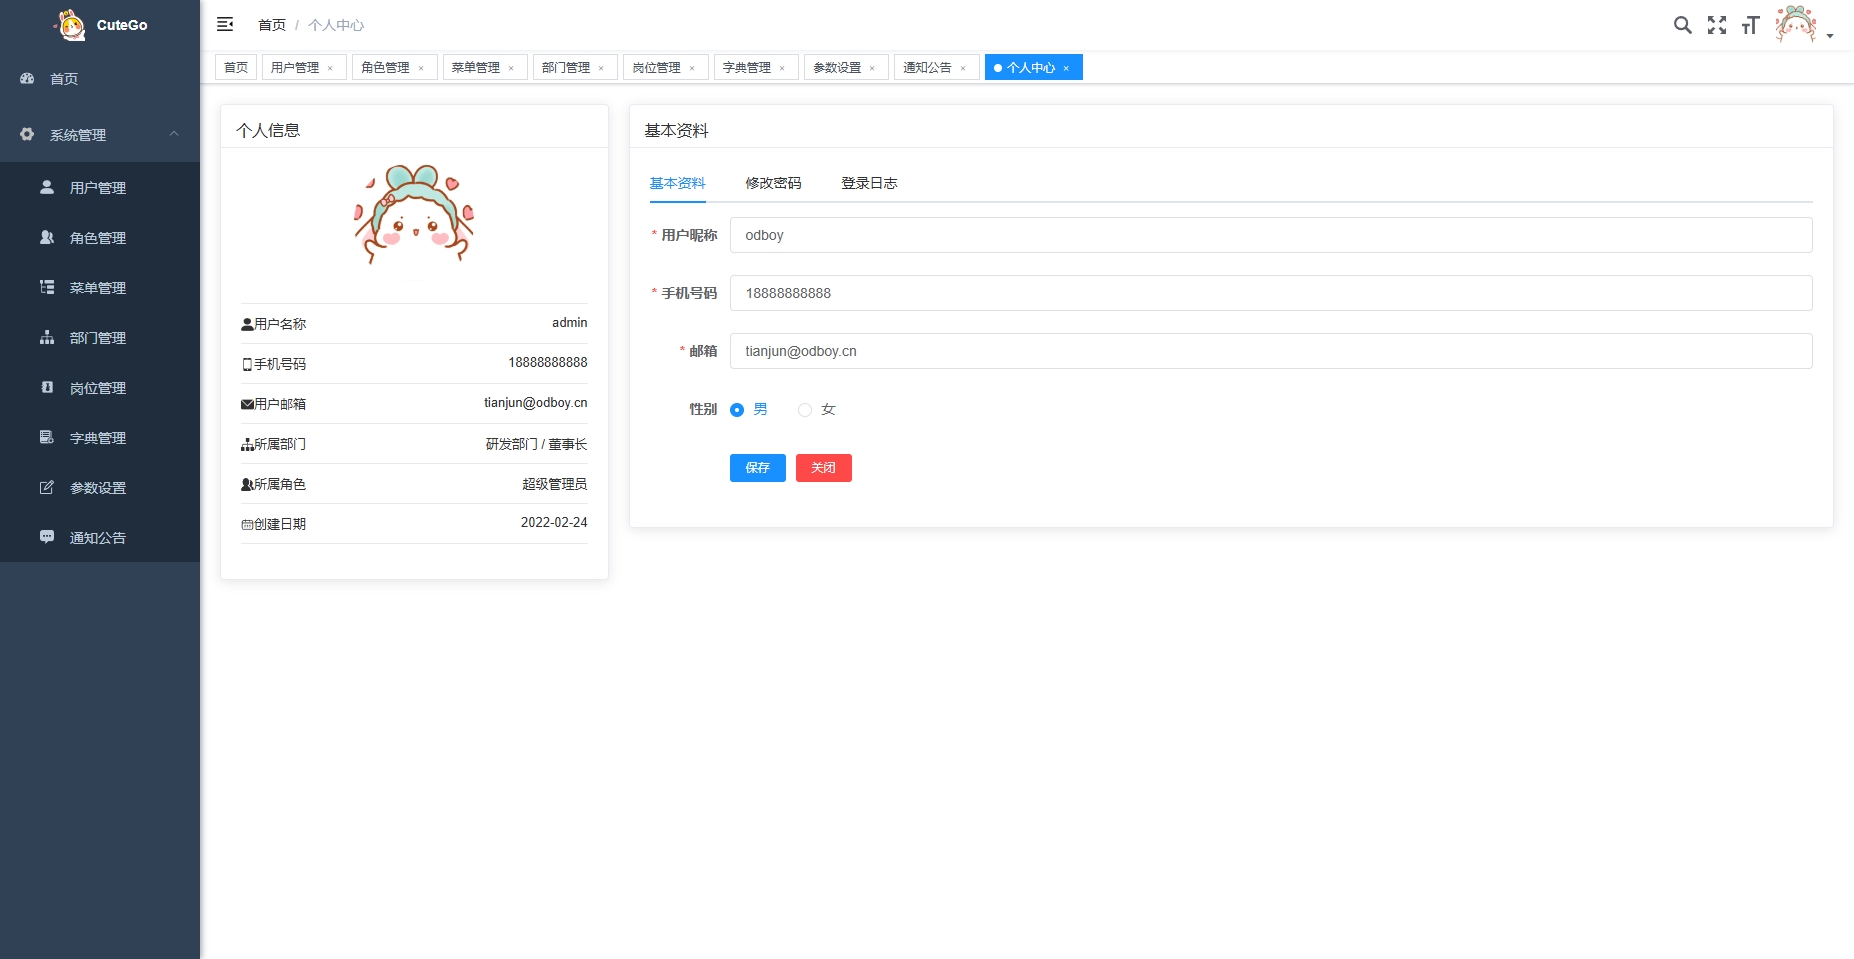 CuteGo
首页
系统管理
用户管理
角色管理
菜单管理
部门管理
岗位管理
字典管理
参数设置
通知公告
首页 / 个人中心
首页 用户管理 × 角色管理 × 菜单管理 × 部门管理 × 岗位管理 × 字典管理 × 参数设置 × 通知公告 × 个人中心 ×
个人信息
用户名称 admin
手机号码 18888888888
用户邮箱 tianjun@odboy.cn
所属部门 研发部门 / 董事长
所属角色 超级管理员
创建日期 2022-02-24
基本资料
基本资料 修改密码 登录日志
* 用户昵称 odboy
* 手机号码 18888888888
* 邮箱 tianjun@odboy.cn
性别 男 女
保存 关闭